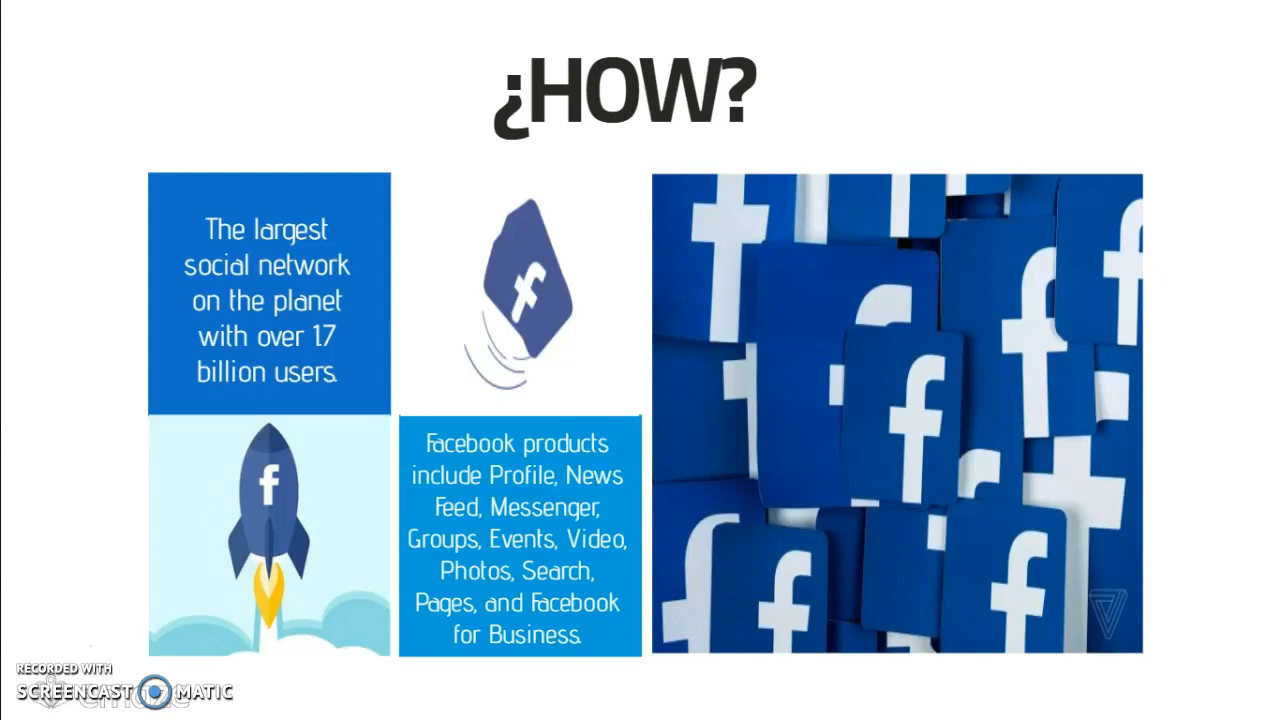 ¿HOW?
The largest
social network
on the planet
with over 1.7
billion users.
Facebook products
include Profile, News
Feed, Messenger,
Groups, Events, Video,
Photos, Search,
Pages, and Facebook
for Business.
RECORDED WITH
SCREENCAST MATIC